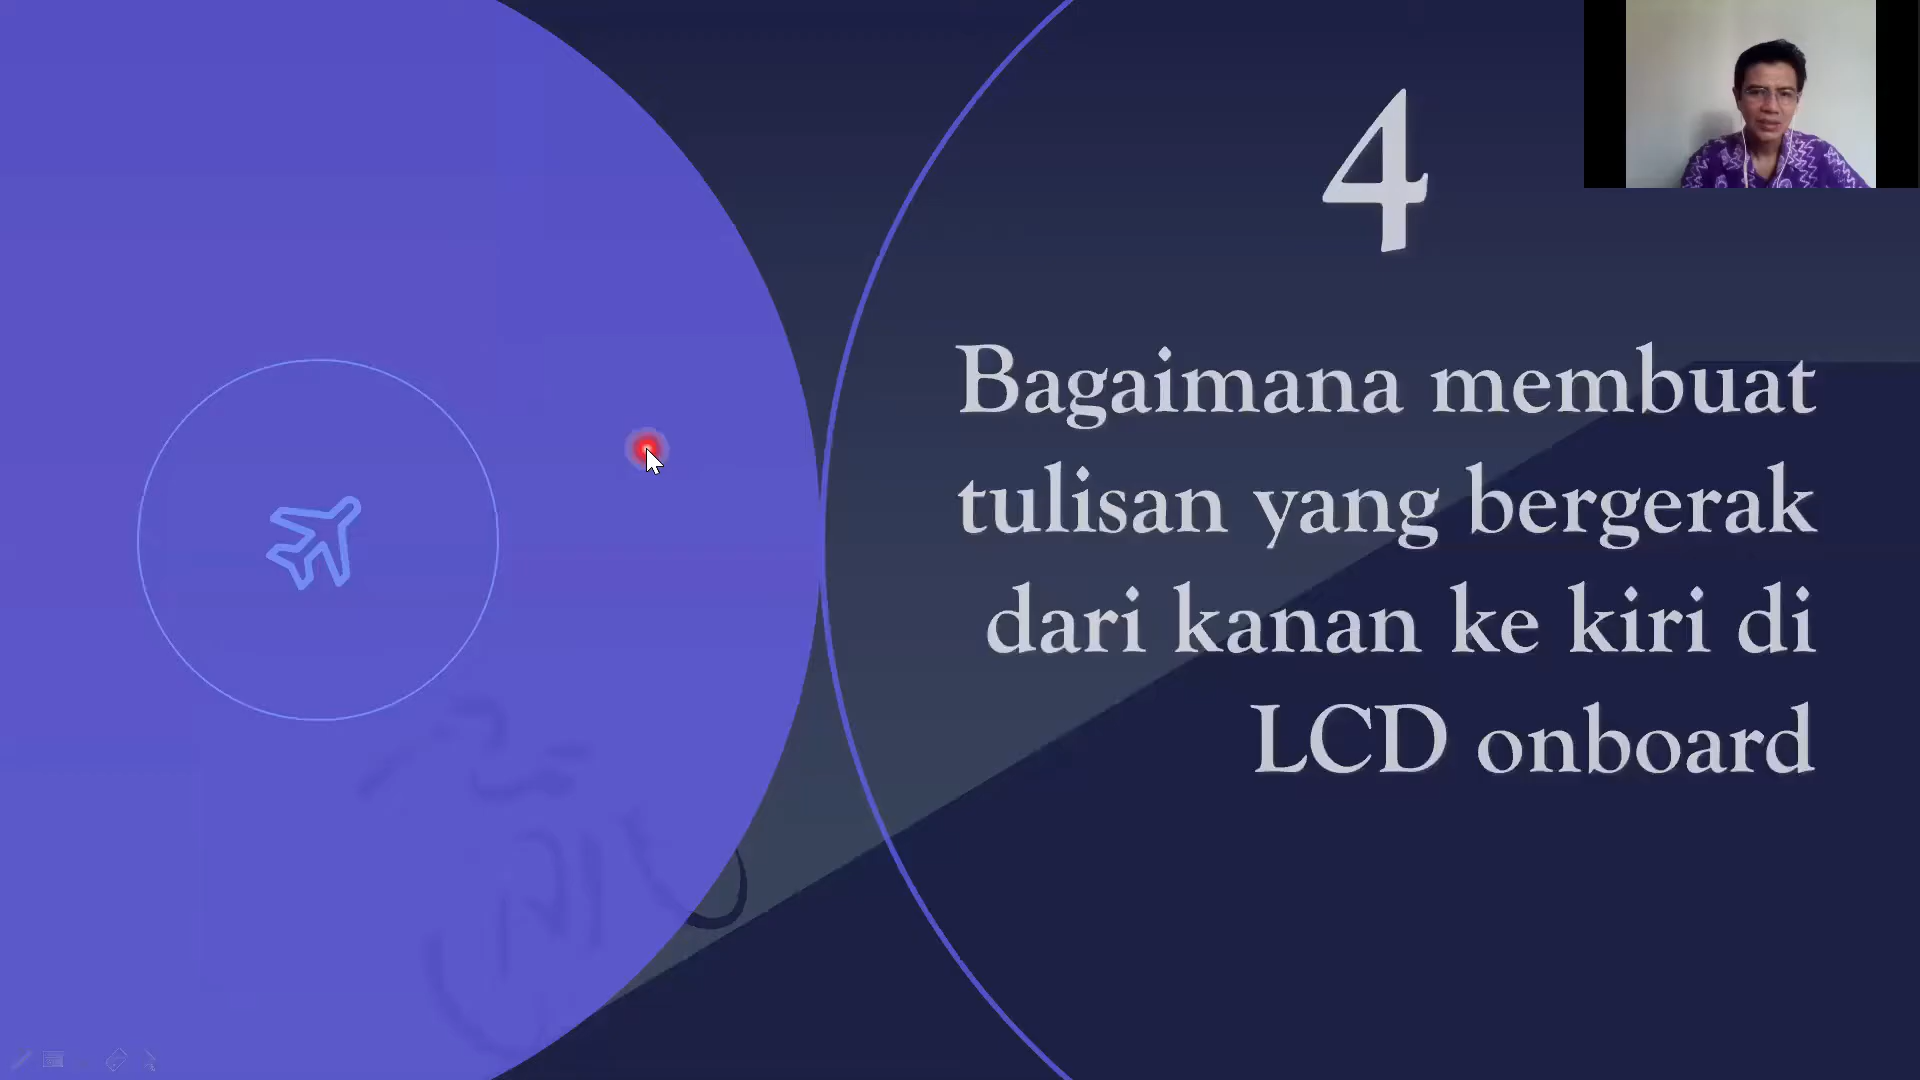 4
Bagaimana membuat
tulisan yang bergerak
dari kanan ke kiri di
LCD onboard